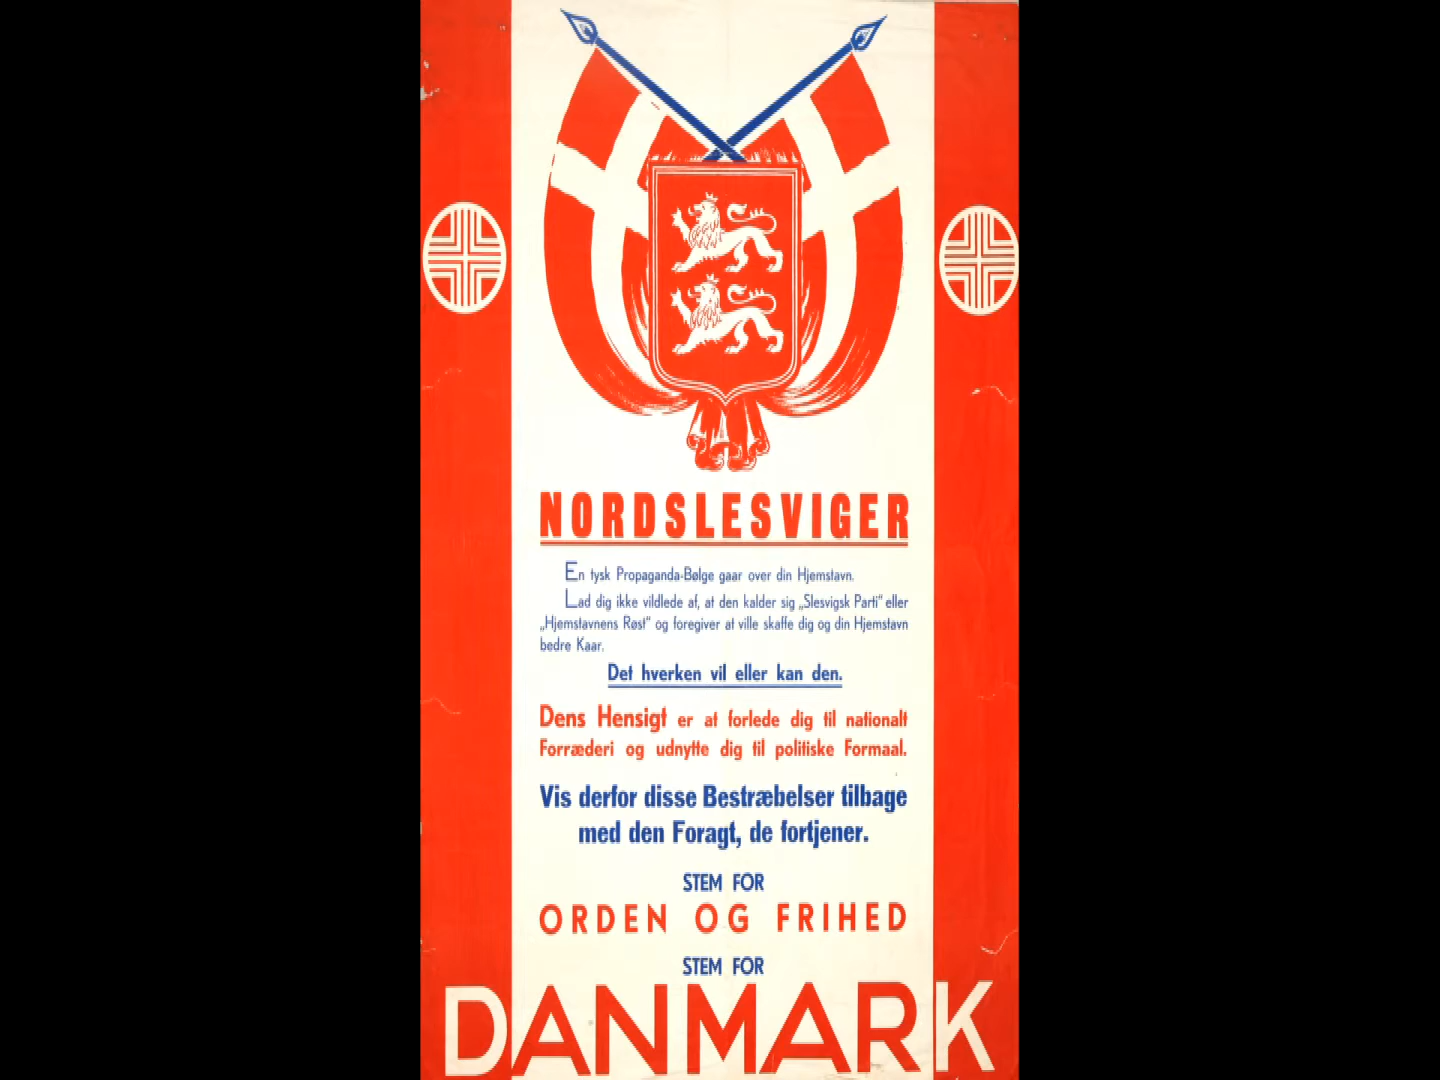 NORDSLESVIGER
En tysk Propaganda-Bølge gaar over din Hjemstavn.
Lad dig ikke vildlede af, at den kalder sig „Slesvigsk Parti" eller
„Hjemstavnens Røst" og foregiver at ville skaffe dig og din Hjemstavn
bedre Kaar.
Det hverken vil eller kan den.
Dens Hensigt er at forlede dig til nationalt
Forræderi og udnytte dig til politiske Formaal.
Vis derfor disse Bestræbelser tilbage
med den Foragt, de fortjener.
STEM FOR
ORDEN OG FRIHED
STEM FOR
DANMARK